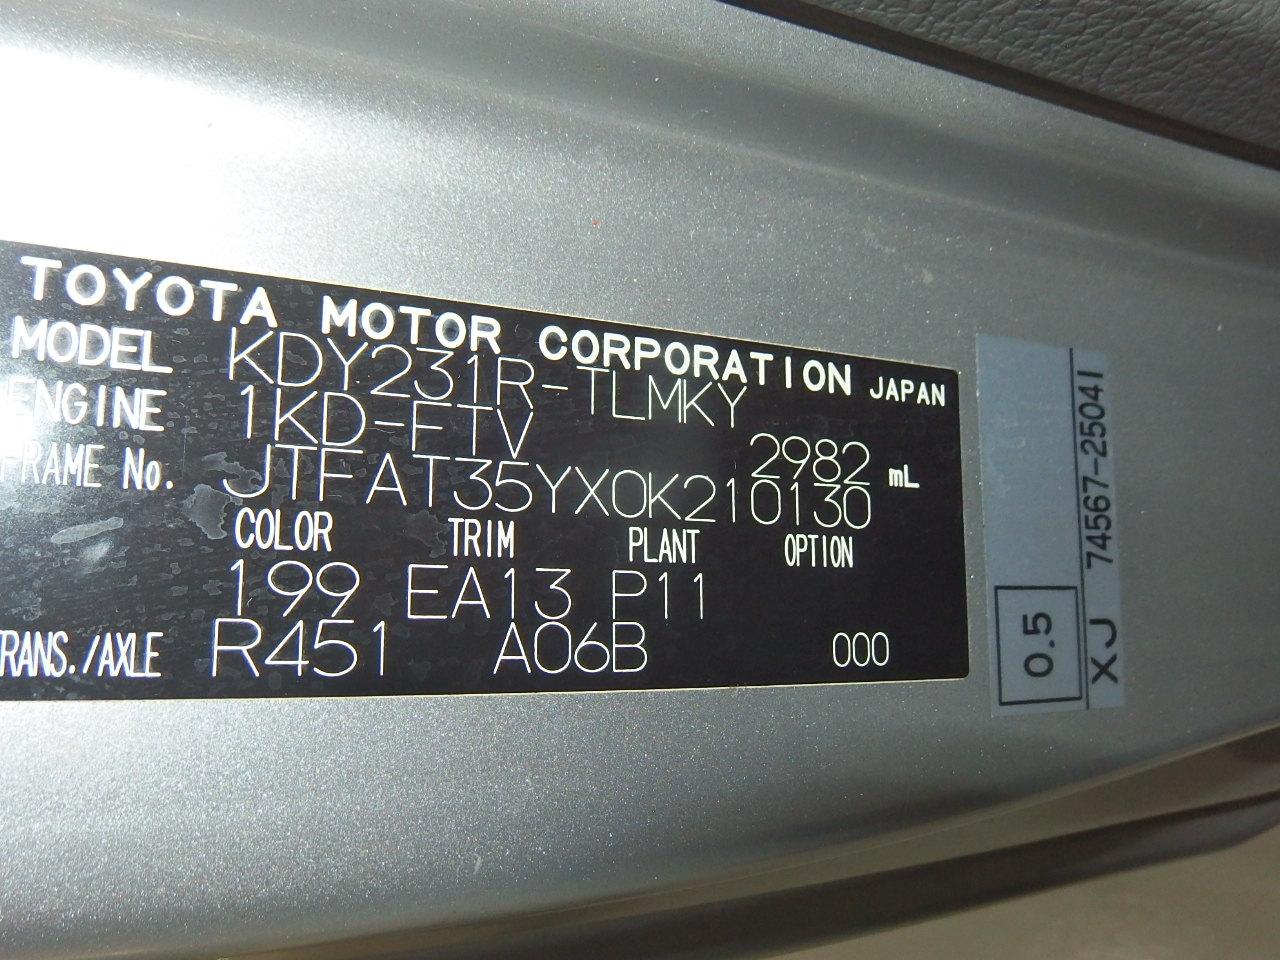 TOYOTA MOTOR CORPORATION JAPAN
MODEL KDY231R-TLMKY
ENGINE 1KD-FTV 2982 mL
FRAME No. JTFAT35YX0K210130
COLOR TRIM PLANT OPTION
199 EA13 P11
TRANS./AXLE R451 A06B 000
74567-25041
0.5 XJ